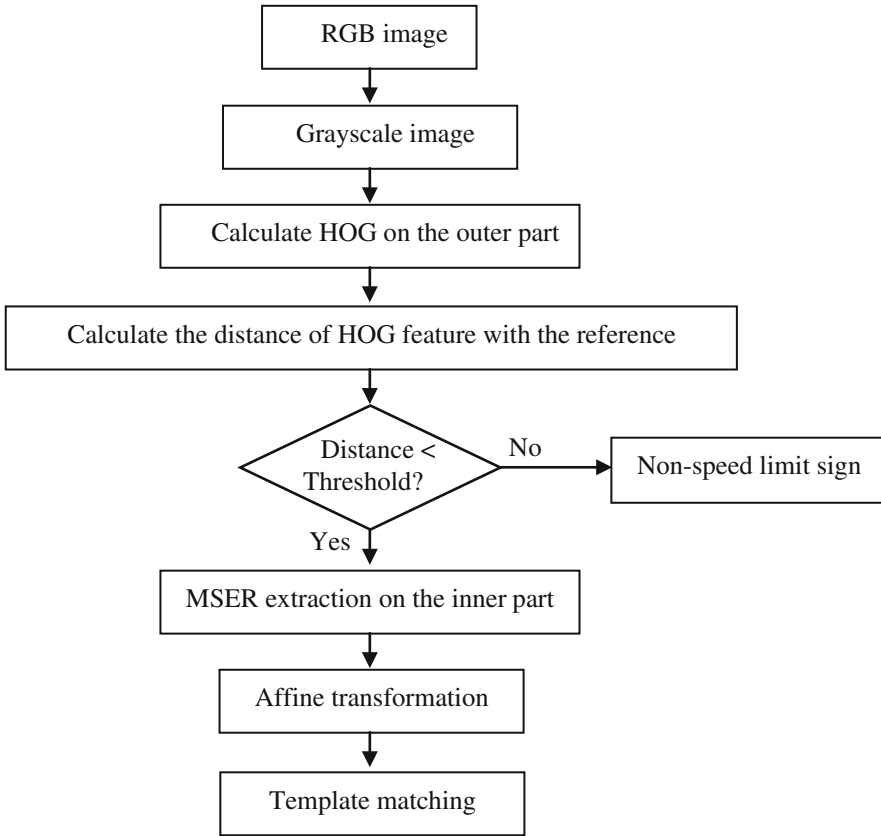 RGB image
Grayscale image
Calculate HOG on the outer part
Calculate the distance of HOG feature with the reference
Distance <
Threshold?
No
Non-speed limit sign
Yes
MSER extraction on the inner part
Affine transformation
Template matching